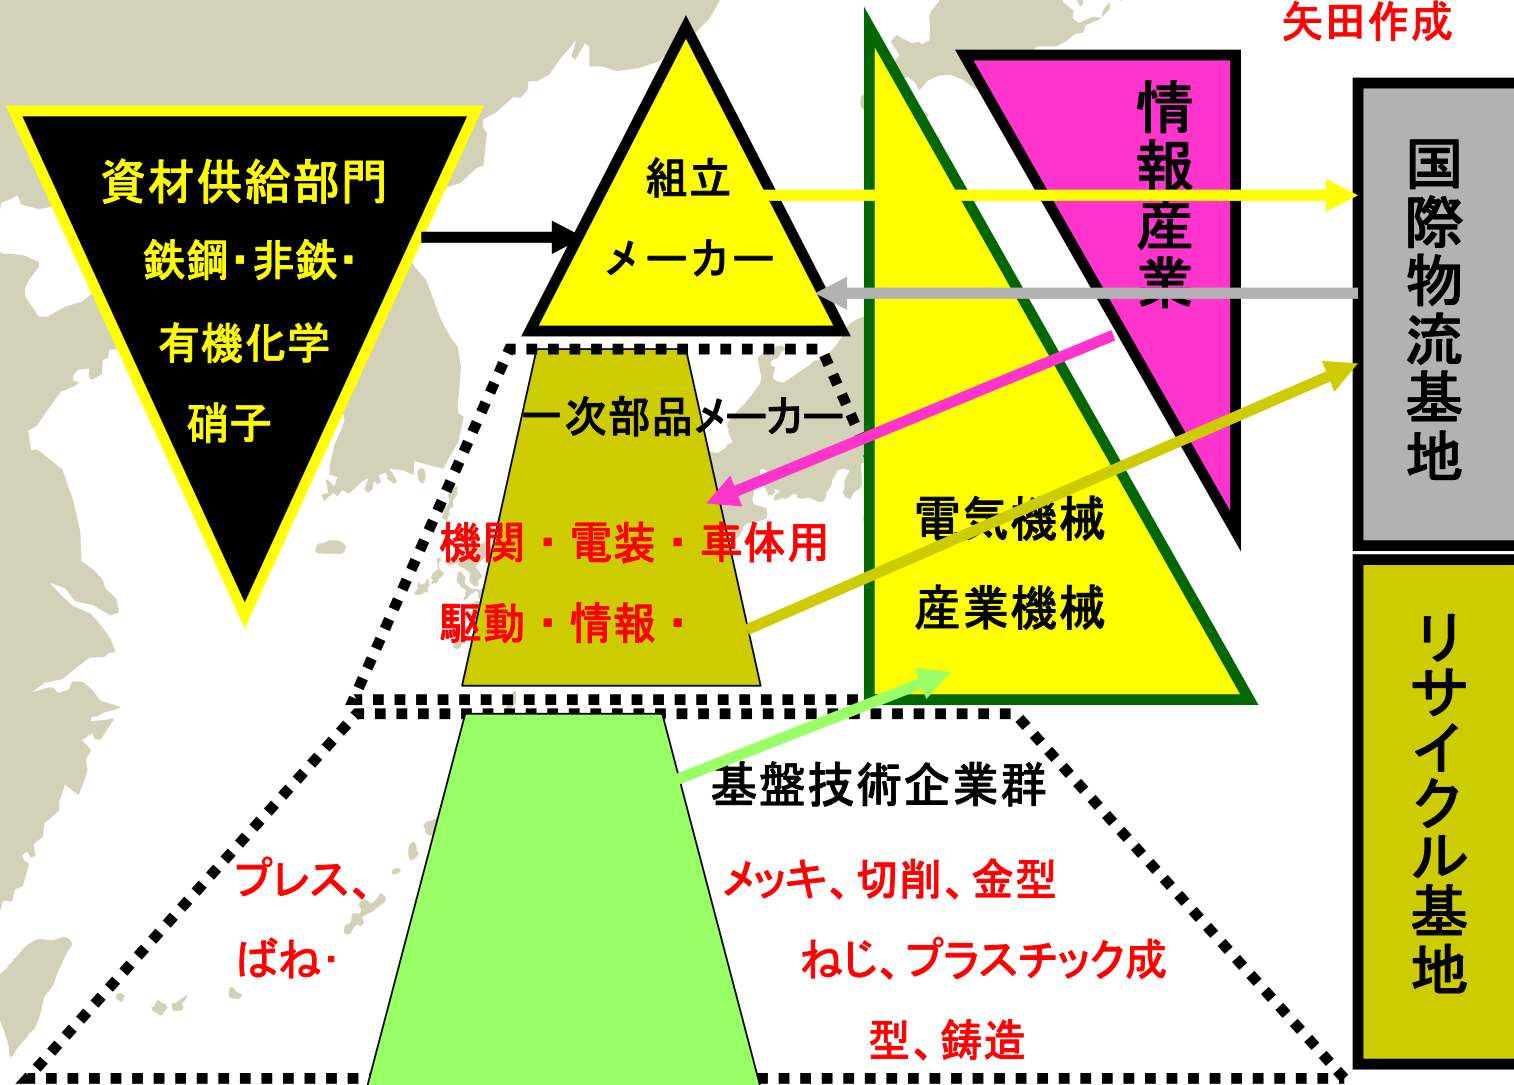 矢田作成
資材供給部門
鉄鋼・非鉄・
有機化学
硝子
組立
メーカー
情報産業
国際物流基地
一次部品メーカー
機関・電装・車体用
駆動・情報・
電気機械
産業機械
リサイクル基地
基盤技術企業群
プレス、
ばね・
メッキ、切削、金型
ねじ、プラスチック成
型、鋳造